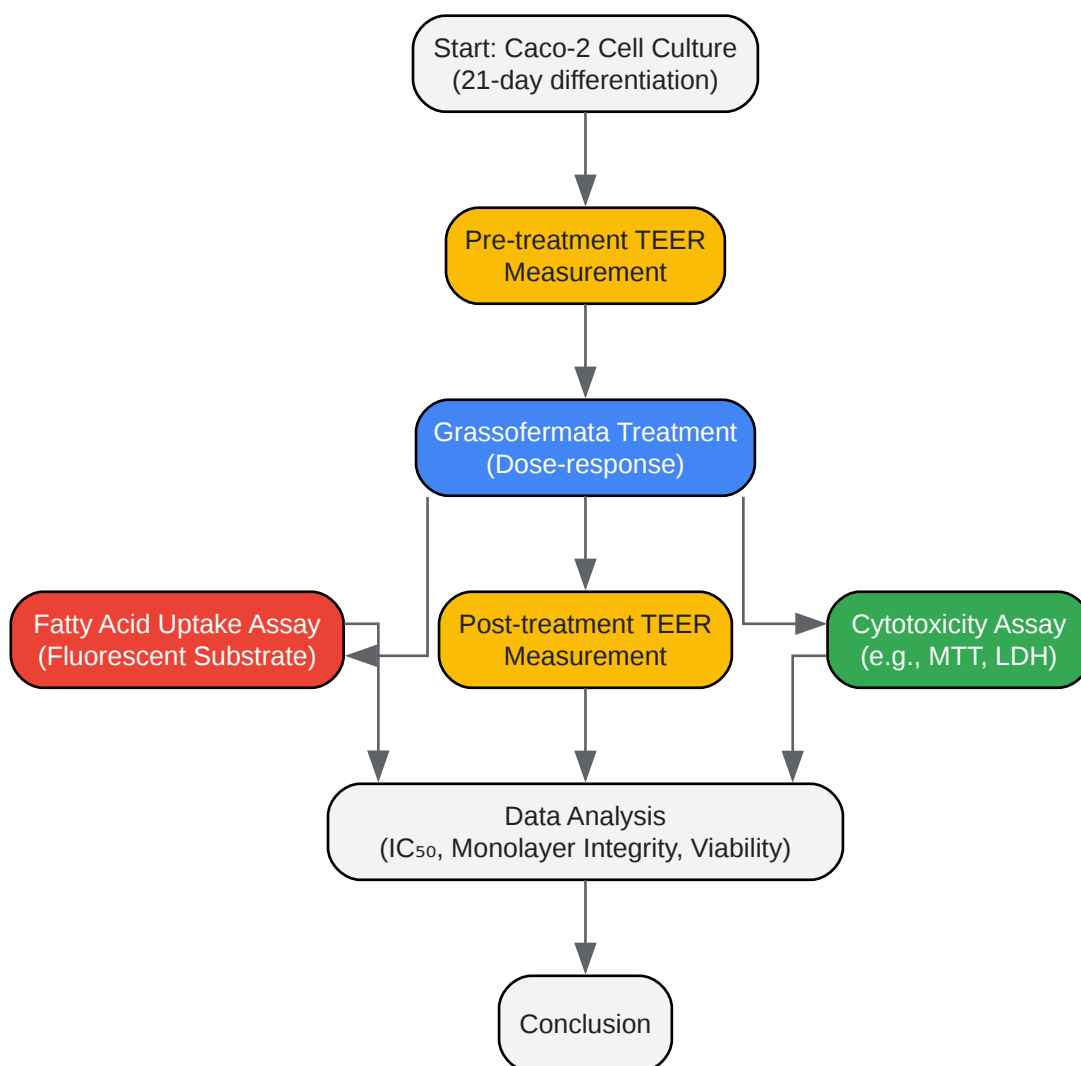 Start: Caco-2 Cell Culture
(21-day differentiation)
Pre-treatment TEER
Measurement
Grassofermata Treatment
(Dose-response)
Fatty Acid Uptake Assay
(Fluorescent Substrate)
Post-treatment TEER
Measurement
Cytotoxicity Assay
(e.g., MTT, LDH)
Data Analysis
(IC₅₀, Monolayer Integrity, Viability)
Conclusion